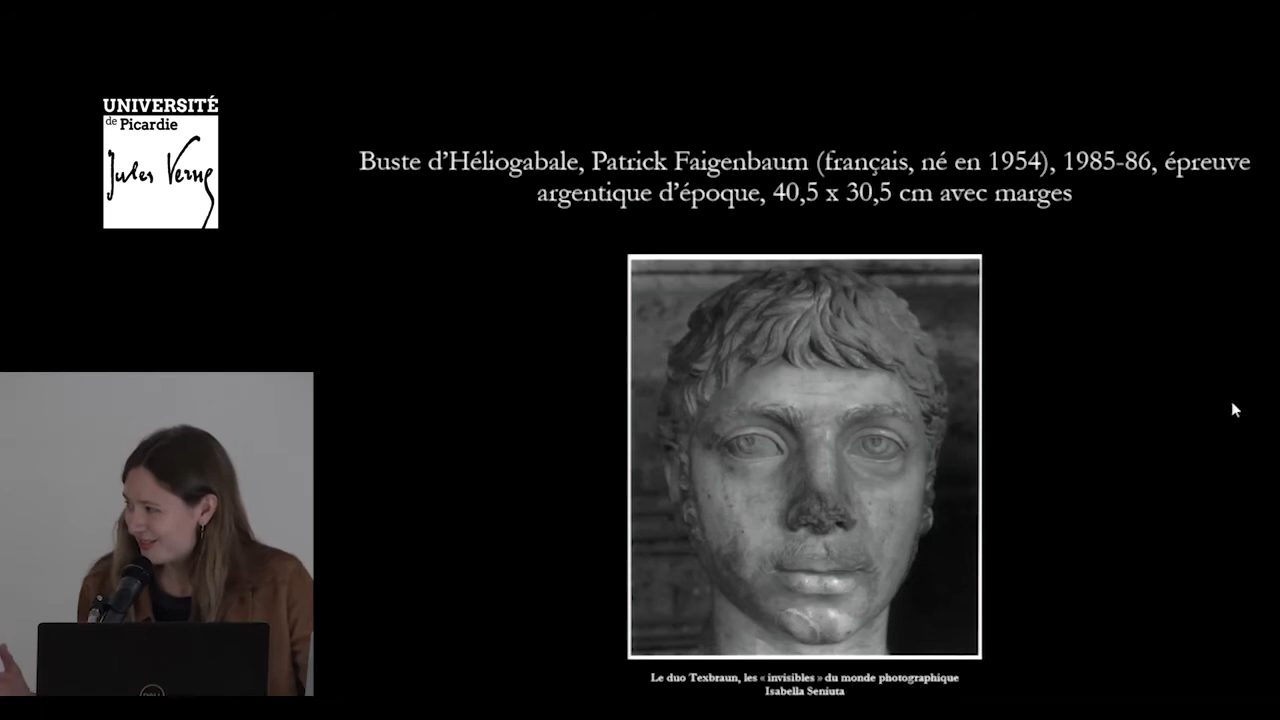 UNIVERSITÉ
de Picardie
Jules Verne
Buste d’Héliogabale, Patrick Faigenbaum (français, né en 1954), 1985-86, épreuve
argentique d’époque, 40,5 x 30,5 cm avec marges
DELL
Le duo Texbraun, les « invisibles » du monde photographique
Isabella Seniuta